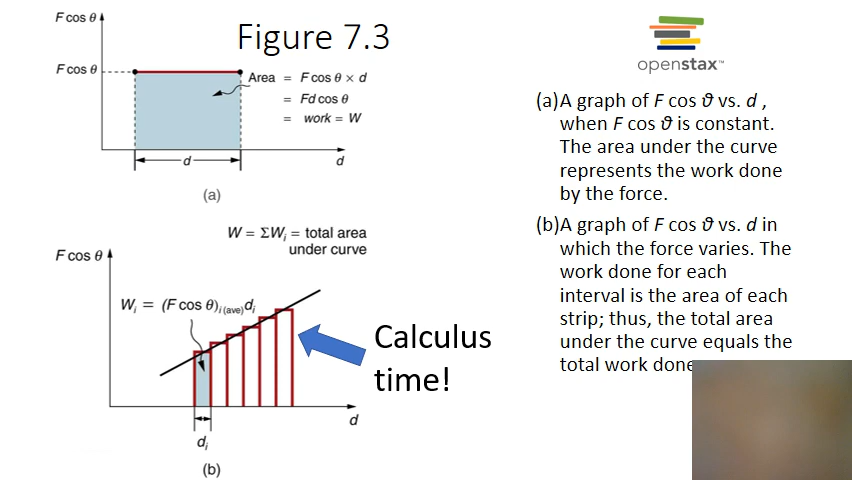 Figure 7.3
F cos θ
F cos θ
Area = F cos θ × d
= Fd cos θ
= work = W
d
d
(a)
W = ΣWᵢ = total area
under curve
F cos θ
Wᵢ = (F cos θ)ᵢ₍ₐᵥₑ₎dᵢ
Calculus
time!
d
dᵢ
(b)
openstax™
(a)A graph of F cos ϑ vs. d ,
when F cos ϑ is constant.
The area under the curve
represents the work done
by the force.
(b)A graph of F cos ϑ vs. d in
which the force varies. The
work done for each
interval is the area of each
strip; thus, the total area
under the curve equals the
total work done